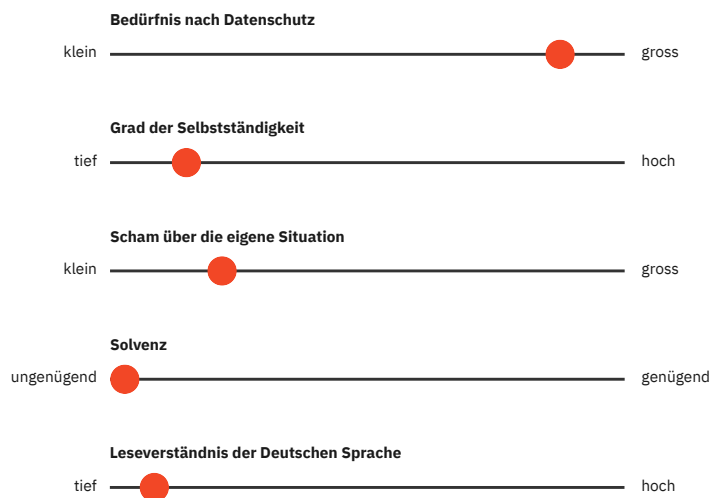 Bedürfnis nach Datenschutz
klein gross
Grad der Selbstständigkeit
tief hoch
Scham über die eigene Situation
klein gross
Solvenz
ungenügend genügend
Leseverständnis der Deutschen Sprache
tief hoch